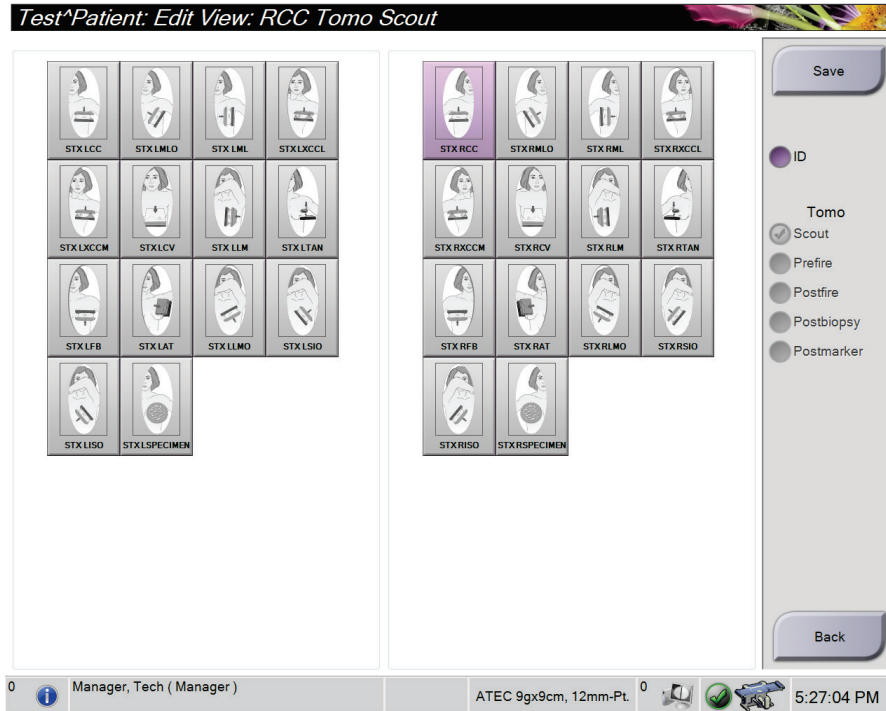 Test^Patient: Edit View: RCC Tomo Scout
STX LCC STX LMLO STX LML STX LXCCL
STX LXCCM STX LCV STX LLM STX LTAN
STX LFB STX LAT STX LLMO STX LSIO
STX LISO STX LSPECIMEN
STX RCC STX RMLO STX RML STX RXCCL
STX RXCCM STX RCV STX RLM STX RTAN
STX RFB STX RAT STX RLMO STX RSIO
STX RISO STX RSPECIMEN
Save
ID
Tomo
Scout
Prefire
Postfire
Postbiopsy
Postmarker
Back
0 Manager, Tech ( Manager ) ATEC 9gx9cm, 12mm-Pt. 0 5:27:04 PM